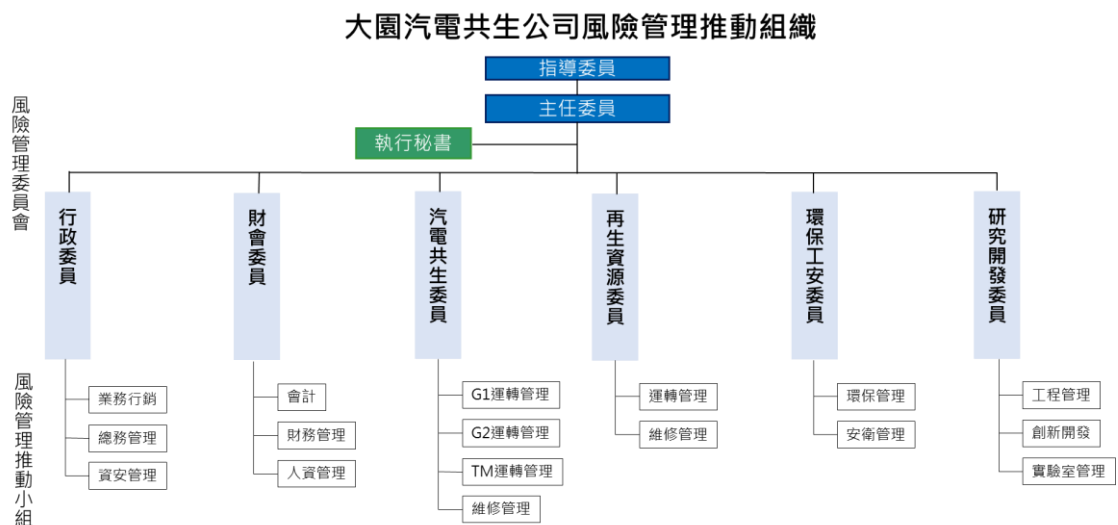 大園汽電共生公司風險管理推動組織
指導委員
主任委員
執行秘書
風險管理委員會
行政委員
財會委員
汽電共生委員
再生資源委員
環保工安委員
研究開發委員
風險管理推動小組
業務行銷
總務管理
資安管理
會計
財務管理
人資管理
G1運轉管理
G2運轉管理
TM運轉管理
維修管理
運轉管理
維修管理
環保管理
安衛管理
工程管理
創新開發
實驗室管理